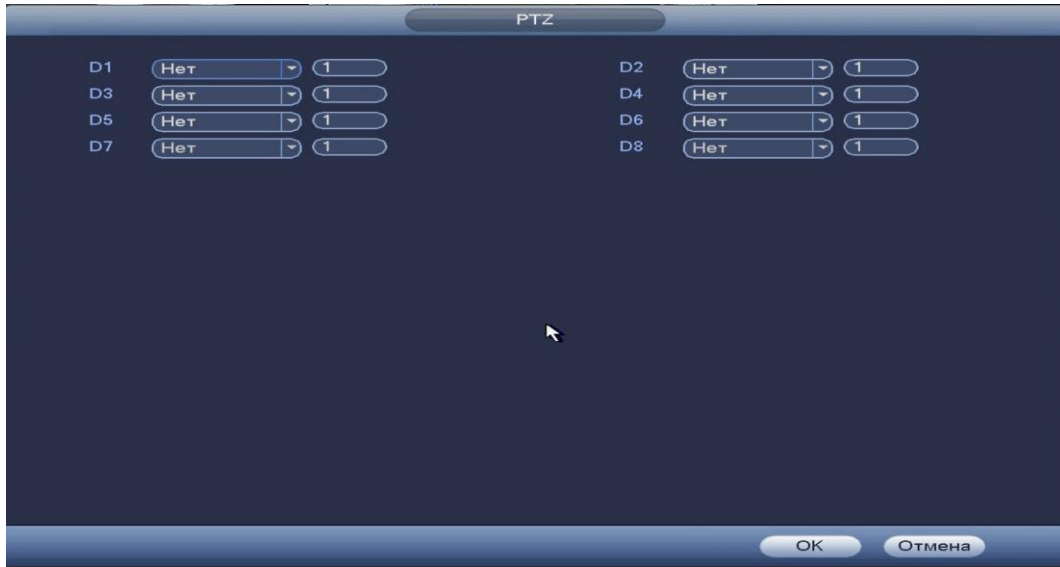 PTZ
D1 Нет 1 D2 Нет 1
D3 Нет 1 D4 Нет 1
D5 Нет 1 D6 Нет 1
D7 Нет 1 D8 Нет 1
OK Отмена